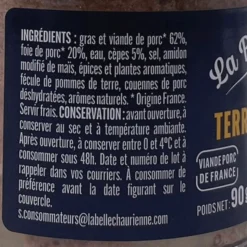 INGRÉDIENTS : gras et viande de porc* 62%,
foie de porc* 20%, eau, cèpes 5%, sel, amidon
modifié de maïs, épices et plantes aromatiques,
fécule de pommes de terre, couennes de porc
déshydratées, arômes naturels. * Origine France.
Servir frais. CONSERVATION : avant ouverture, à
conserver au sec et à température ambiante.
Après ouverture, à conserver entre 0 et 4°C et à
consommer sous 48h. Date et numéro de lot à
rappeler dans vos courriers. À consommer de
préférence avant la date figurant sur le
couvercle.
s.consommateurs@labellechaurienne.com
La
TERR
VIANDE PORC
DE FRANCE
POIDS NET : 90